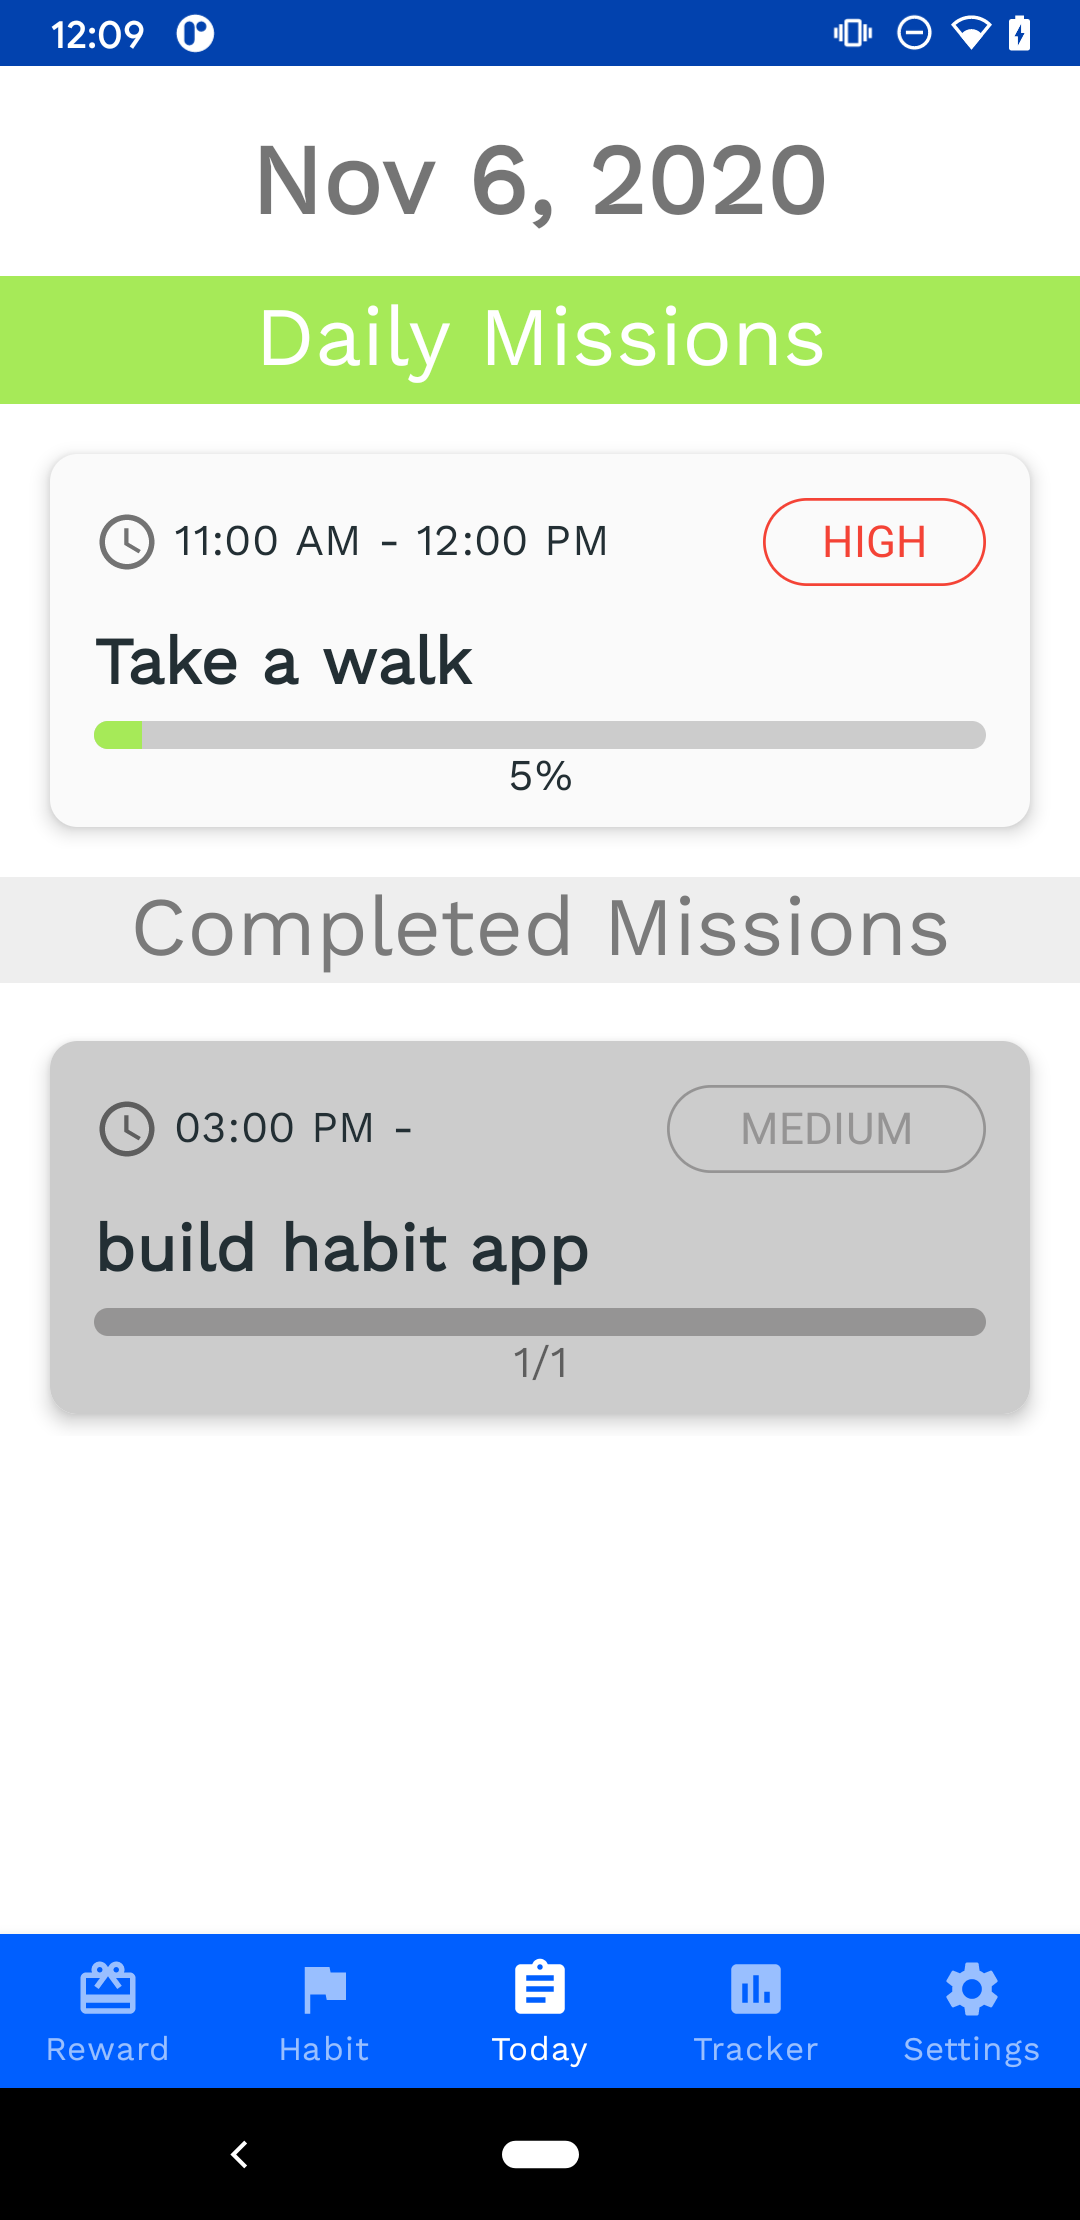 12:09
Nov 6, 2020
Daily Missions
11:00 AM - 12:00 PM
HIGH
Take a walk
5%
Completed Missions
03:00 PM -
MEDIUM
build habit app
1/1
Reward
Habit
Today
Tracker
Settings